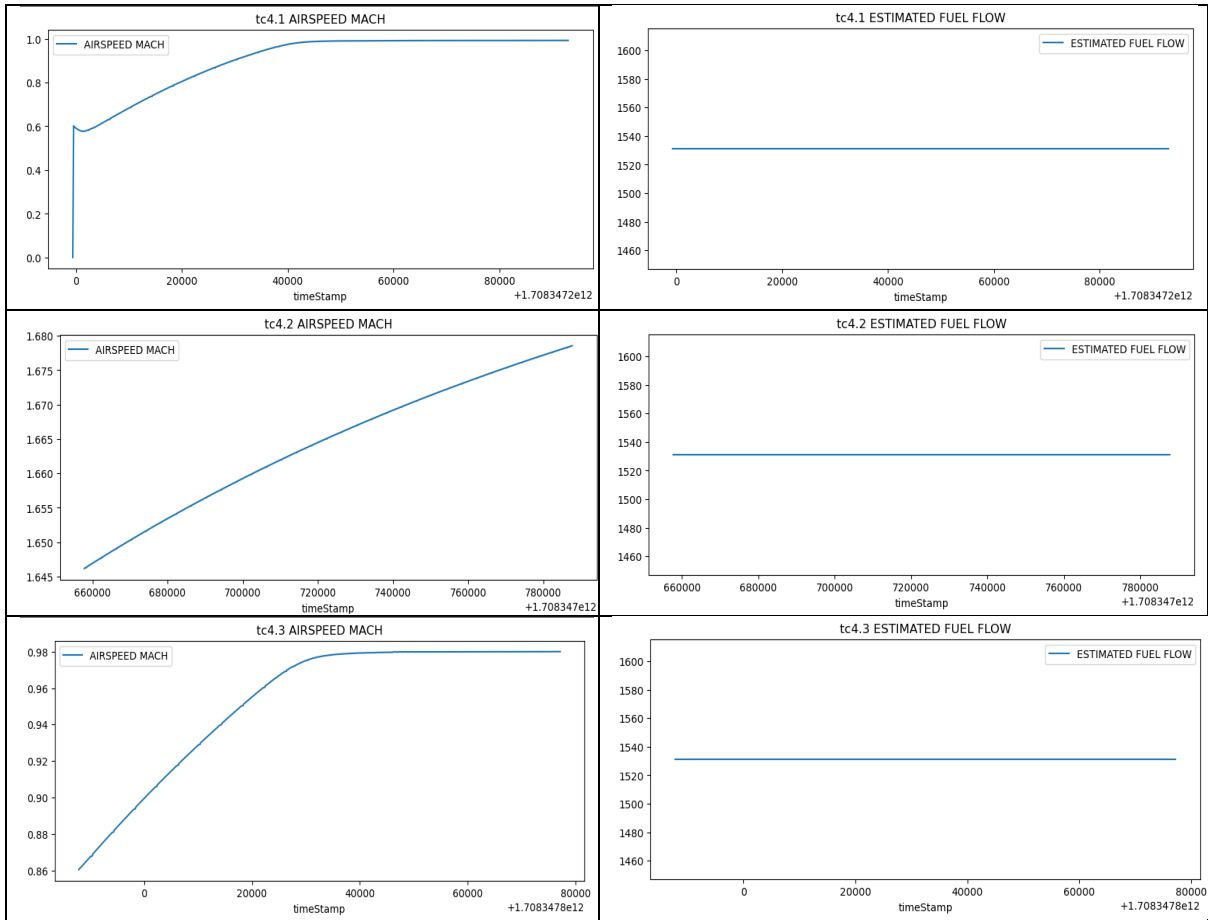 tc4.1 AIRSPEED MACH
AIRSPEED MACH
1.0
0.8
0.6
0.4
0.2
0.0
0 20000 40000 60000 80000
timeStamp
+1.7083472e12
tc4.1 ESTIMATED FUEL FLOW
ESTIMATED FUEL FLOW
1600
1580
1560
1540
1520
1500
1480
1460
0 20000 40000 60000 80000
timeStamp
+1.7083472e12
tc4.2 AIRSPEED MACH
AIRSPEED MACH
1.680
1.675
1.670
1.665
1.660
1.655
1.650
1.645
660000 680000 700000 720000 740000 760000 780000
timeStamp
+1.708347e12
tc4.2 ESTIMATED FUEL FLOW
ESTIMATED FUEL FLOW
1600
1580
1560
1540
1520
1500
1480
1460
660000 680000 700000 720000 740000 760000 780000
timeStamp
+1.708347e12
tc4.3 AIRSPEED MACH
AIRSPEED MACH
0.98
0.96
0.94
0.92
0.90
0.88
0.86
0 20000 40000 60000 80000
timeStamp
+1.7083478e12
tc4.3 ESTIMATED FUEL FLOW
ESTIMATED FUEL FLOW
1600
1580
1560
1540
1520
1500
1480
1460
0 20000 40000 60000 80000
timeStamp
+1.7083478e12